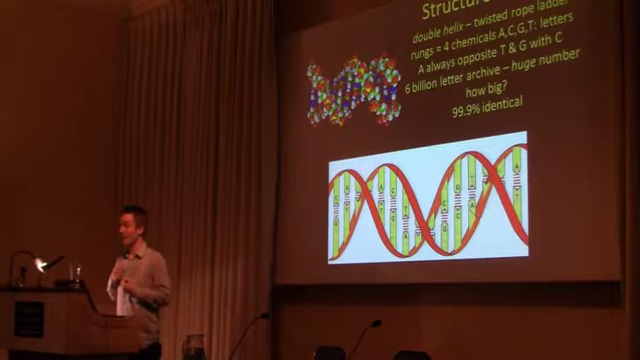 Structure
double helix – twisted rope ladder
rungs = 4 chemicals A,C,G,T: letters
A always opposite T & G with C
6 billion letter archive – huge number
how big?
99.9% identical